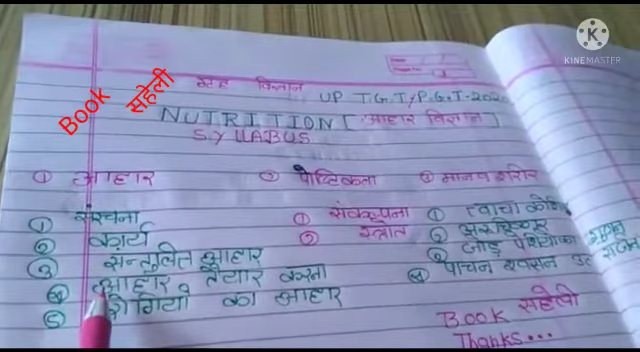 K
KINEMASTER
Book सहेली
गृह विज्ञान UP T.G.T/P.G.T-202
NUTRITION [आहार विज्ञान]
SYLLABUS
① आहार ② पौष्टिकता ③ मानव शरीर
① संरचना ① संकल्पना ① त्वचा
② कार्य ② स्त्रोत ②
③ सन्तुलित आहार ③ जोड़
④ आहार तैयार करना ④ पाचन श्वसन
⑤ रोगियों का आहार
Book सहेली
Thanks...